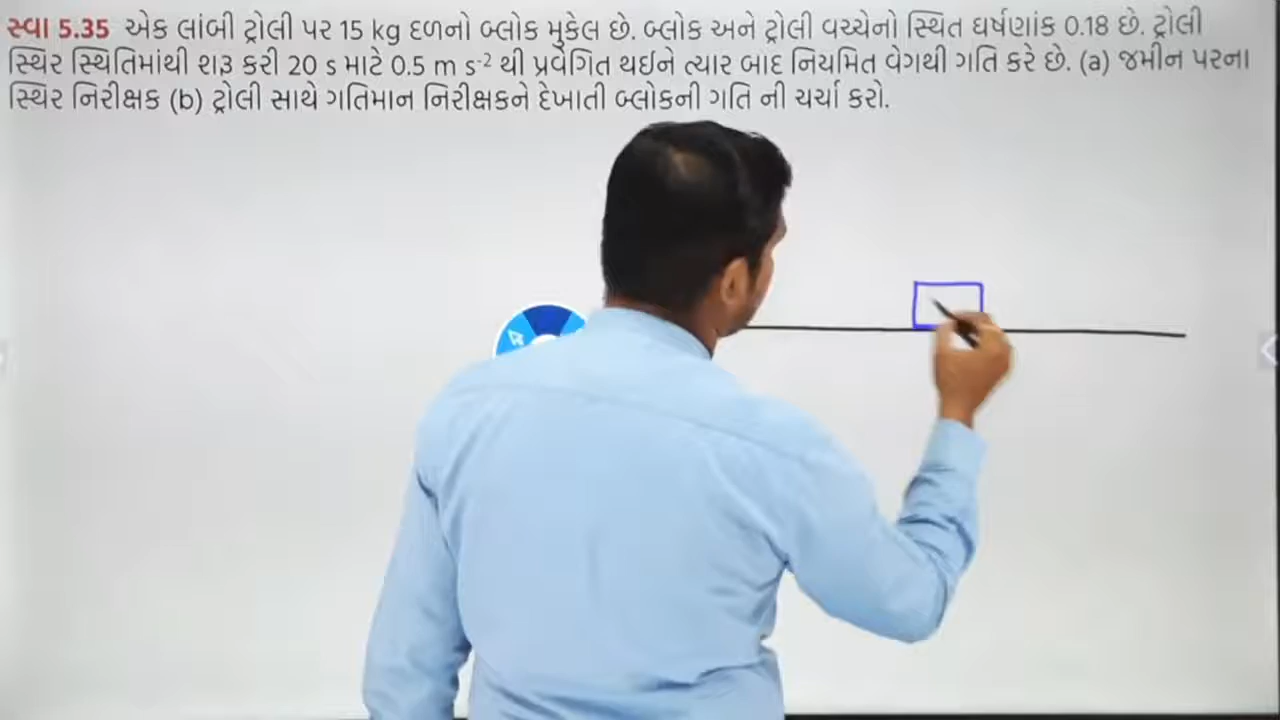 સ્વા 5.35 એક લાંબી ટ્રોલી પર 15 kg દળનો બ્લોક મુકેલ છે. બ્લોક અને ટ્રોલી વચ્ચેનો સ્થિત ઘર્ષણાંક 0.18 છે. ટ્રોલી
સ્થિર સ્થિતિમાંથી શરૂ કરી 20 s માટે 0.5 m s⁻² થી પ્રવેગિત થઈને ત્યાર બાદ નિયમિત વેગથી ગતિ કરે છે. (a) જમીન પરના
સ્થિર નિરીક્ષક (b) ટ્રોલી સાથે ગતિમાન નિરીક્ષકને દેખાતી બ્લોકની ગતિ ની ચર્ચા કરો.